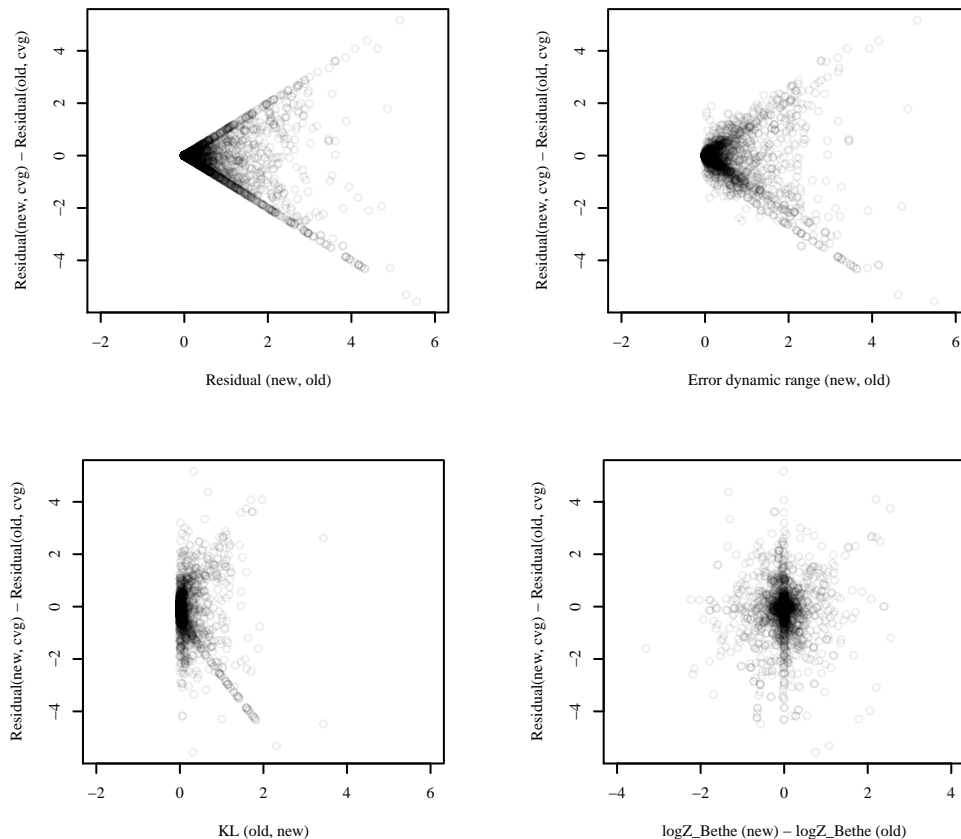 Residual(new, cvg) − Residual(old, cvg)
4
2
0
−2
−4
−2 0 2 4 6
Residual (new, old)
Residual(new, cvg) − Residual(old, cvg)
4
2
0
−2
−4
−2 0 2 4 6
Error dynamic range (new, old)
Residual(new, cvg) − Residual(old, cvg)
4
2
0
−2
−4
−2 0 2 4 6
KL (old, new)
Residual(new, cvg) − Residual(old, cvg)
4
2
0
−2
−4
−4 −2 0 2 4
logZ_Bethe (new) − logZ_Bethe (old)